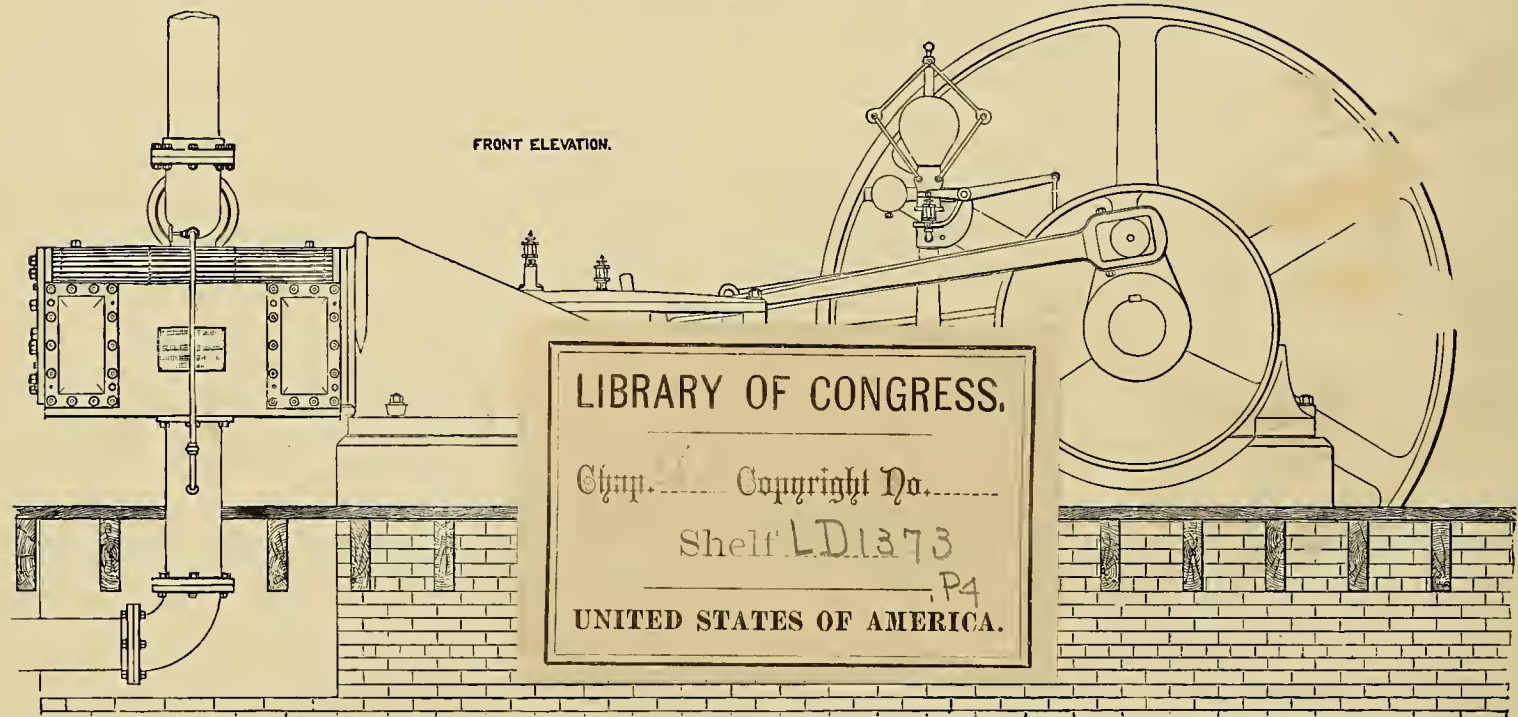 FRONT ELEVATION.
LIBRARY OF CONGRESS.
Chap. Copyright No.
Shelf LD1373
.P4
UNITED STATES OF AMERICA.